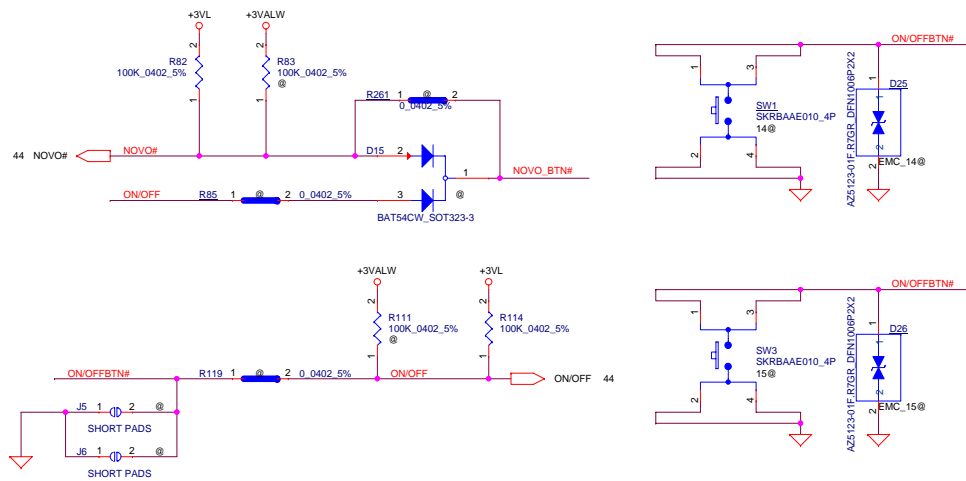 +3VL
+3VALW
2
2
R82
100K_0402_5%
R83
100K_0402_5%
@
1
1
R261 1 @ 2
0_0402_5%
44 NOVO#
NOVO#
D15 2
1
NOVO_BTN#
ON/OFF
R85 1 @ 2 0_0402_5%
3
@
BAT54CW_SOT323-3
+3VALW
+3VL
2
2
R111
100K_0402_5%
@
R114
100K_0402_5%
1
1
ON/OFFBTN#
R119 1 @ 2 0_0402_5%
ON/OFF
ON/OFF 44
J5 1 2 @
SHORT PADS
J6 1 2 @
SHORT PADS
ON/OFFBTN#
1
3
SW1
SKRBAAE010_4P
14@
2
4
1
D25
1
2
EMC_14@
2
AZ5123-01F.R7GR_DFN1006P2X2
ON/OFFBTN#
1
3
SW3
SKRBAAE010_4P
15@
2
4
1
D26
1
2
EMC_15@
2
AZ5123-01F.R7GR_DFN1006P2X2